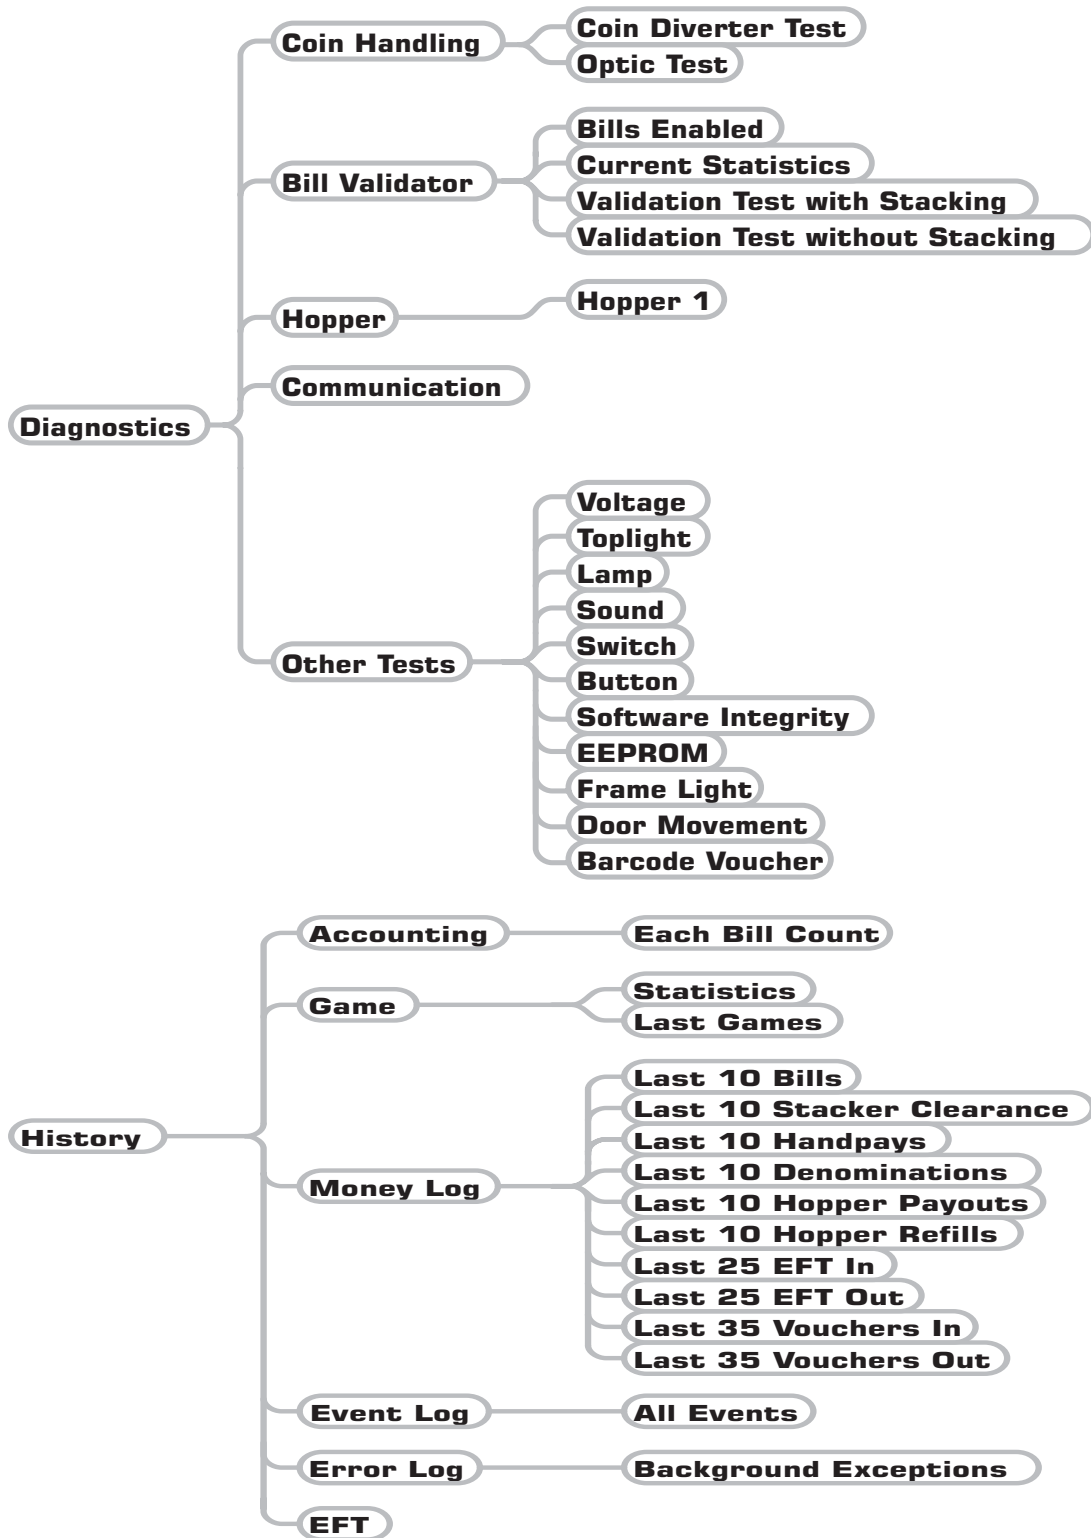 Coin Handling
Coin Diverter Test
Optic Test
Bill Validator
Bills Enabled
Current Statistics
Validation Test with Stacking
Validation Test without Stacking
Hopper
Hopper 1
Communication
Diagnostics
Other Tests
Voltage
Toplight
Lamp
Sound
Switch
Button
Software Integrity
EEPROM
Frame Light
Door Movement
Barcode Voucher
History
Accounting
Each Bill Count
Game
Statistics
Last Games
Money Log
Last 10 Bills
Last 10 Stacker Clearance
Last 10 Handpays
Last 10 Denominations
Last 10 Hopper Payouts
Last 10 Hopper Refills
Last 25 EFT In
Last 25 EFT Out
Last 35 Vouchers In
Last 35 Vouchers Out
Event Log
All Events
Error Log
Background Exceptions
EFT